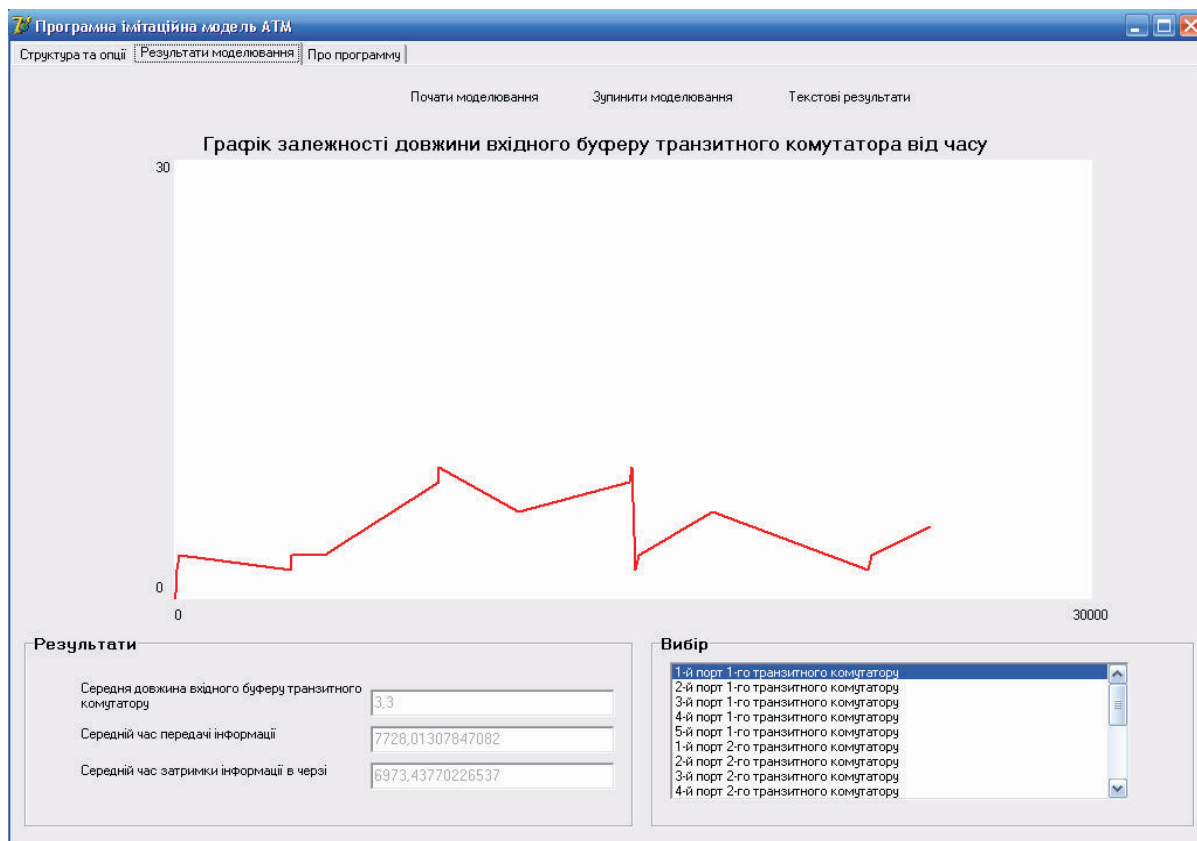 Програмна імітаційна модель АТМ
Структура та опції Результати моделювання Про программу
Почати моделювання Зупинити моделювання Текстові результати
Графік залежності довжини вхідного буферу транзитного комутатора від часу
30
0
0 30000
Результати
Середня довжина вхідного буферу транзитного
комутатору
3,3
Середній час передачі інформації
7728,01307847082
Середній час затримки інформації в черзі
6973,43770226537
Вибір
1-й порт 1-го транзитного комутатору
2-й порт 1-го транзитного комутатору
3-й порт 1-го транзитного комутатору
4-й порт 1-го транзитного комутатору
5-й порт 1-го транзитного комутатору
1-й порт 2-го транзитного комутатору
2-й порт 2-го транзитного комутатору
3-й порт 2-го транзитного комутатору
4-й порт 2-го транзитного комутатору